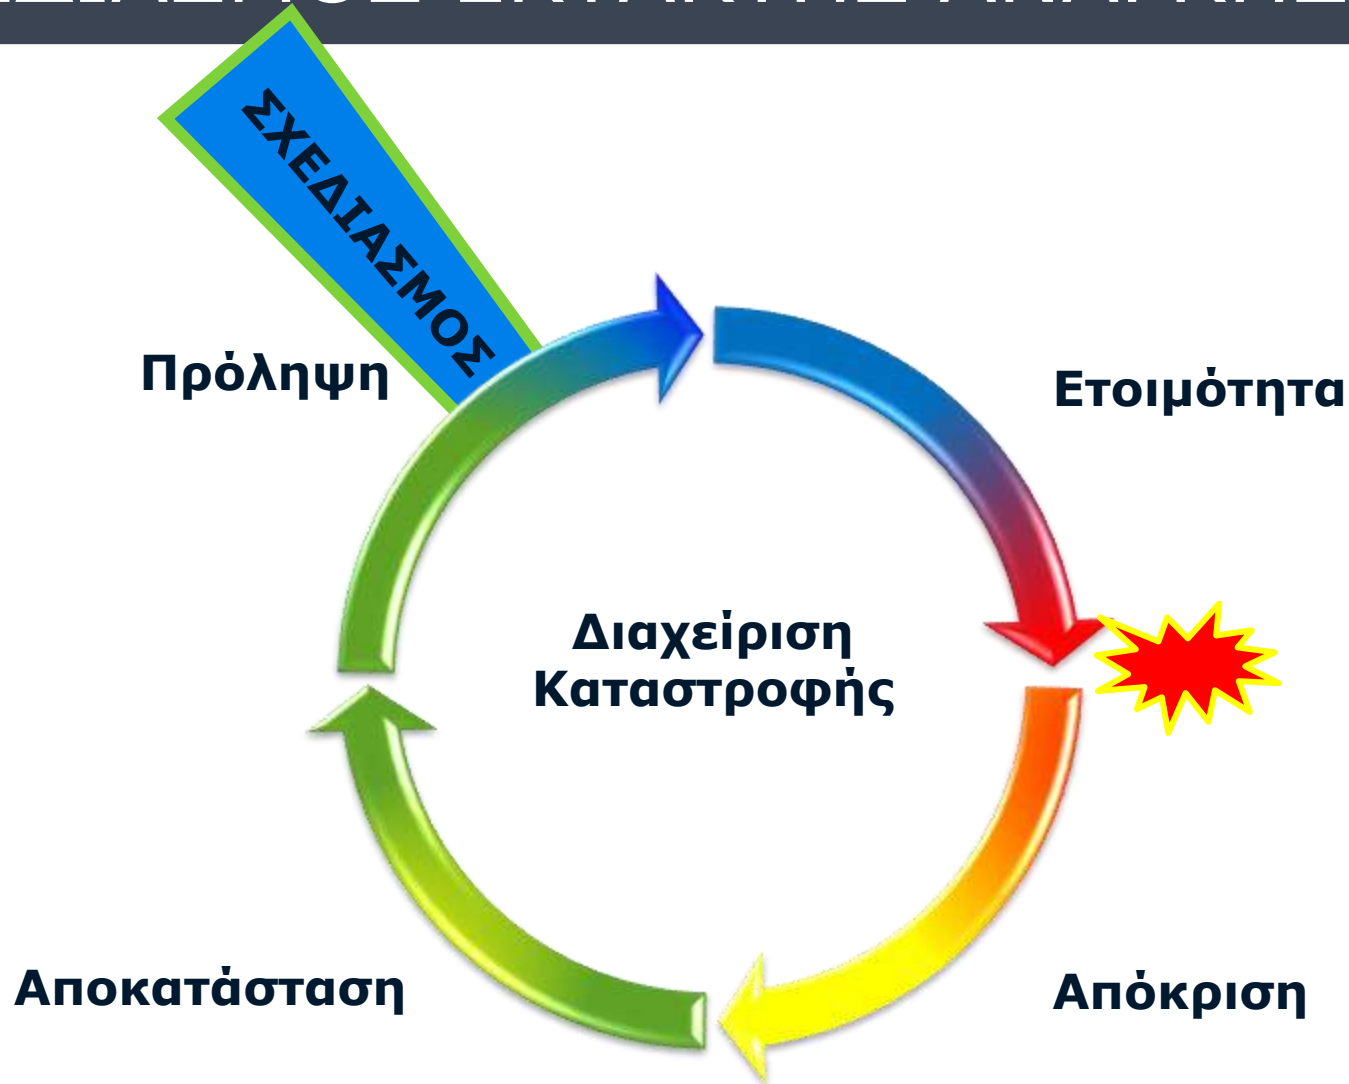 ΣΧΕΔΙΑΣΜΟΣ
Πρόληψη
Ετοιμότητα
Διαχείριση
Καταστροφής
Αποκατάσταση
Απόκριση